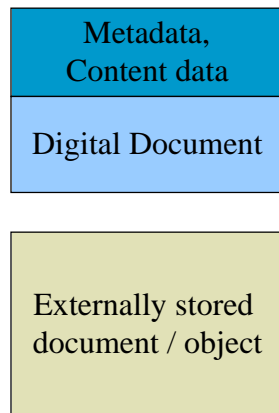 Metadata,
Content data
Digital Document
Externally stored
document / object